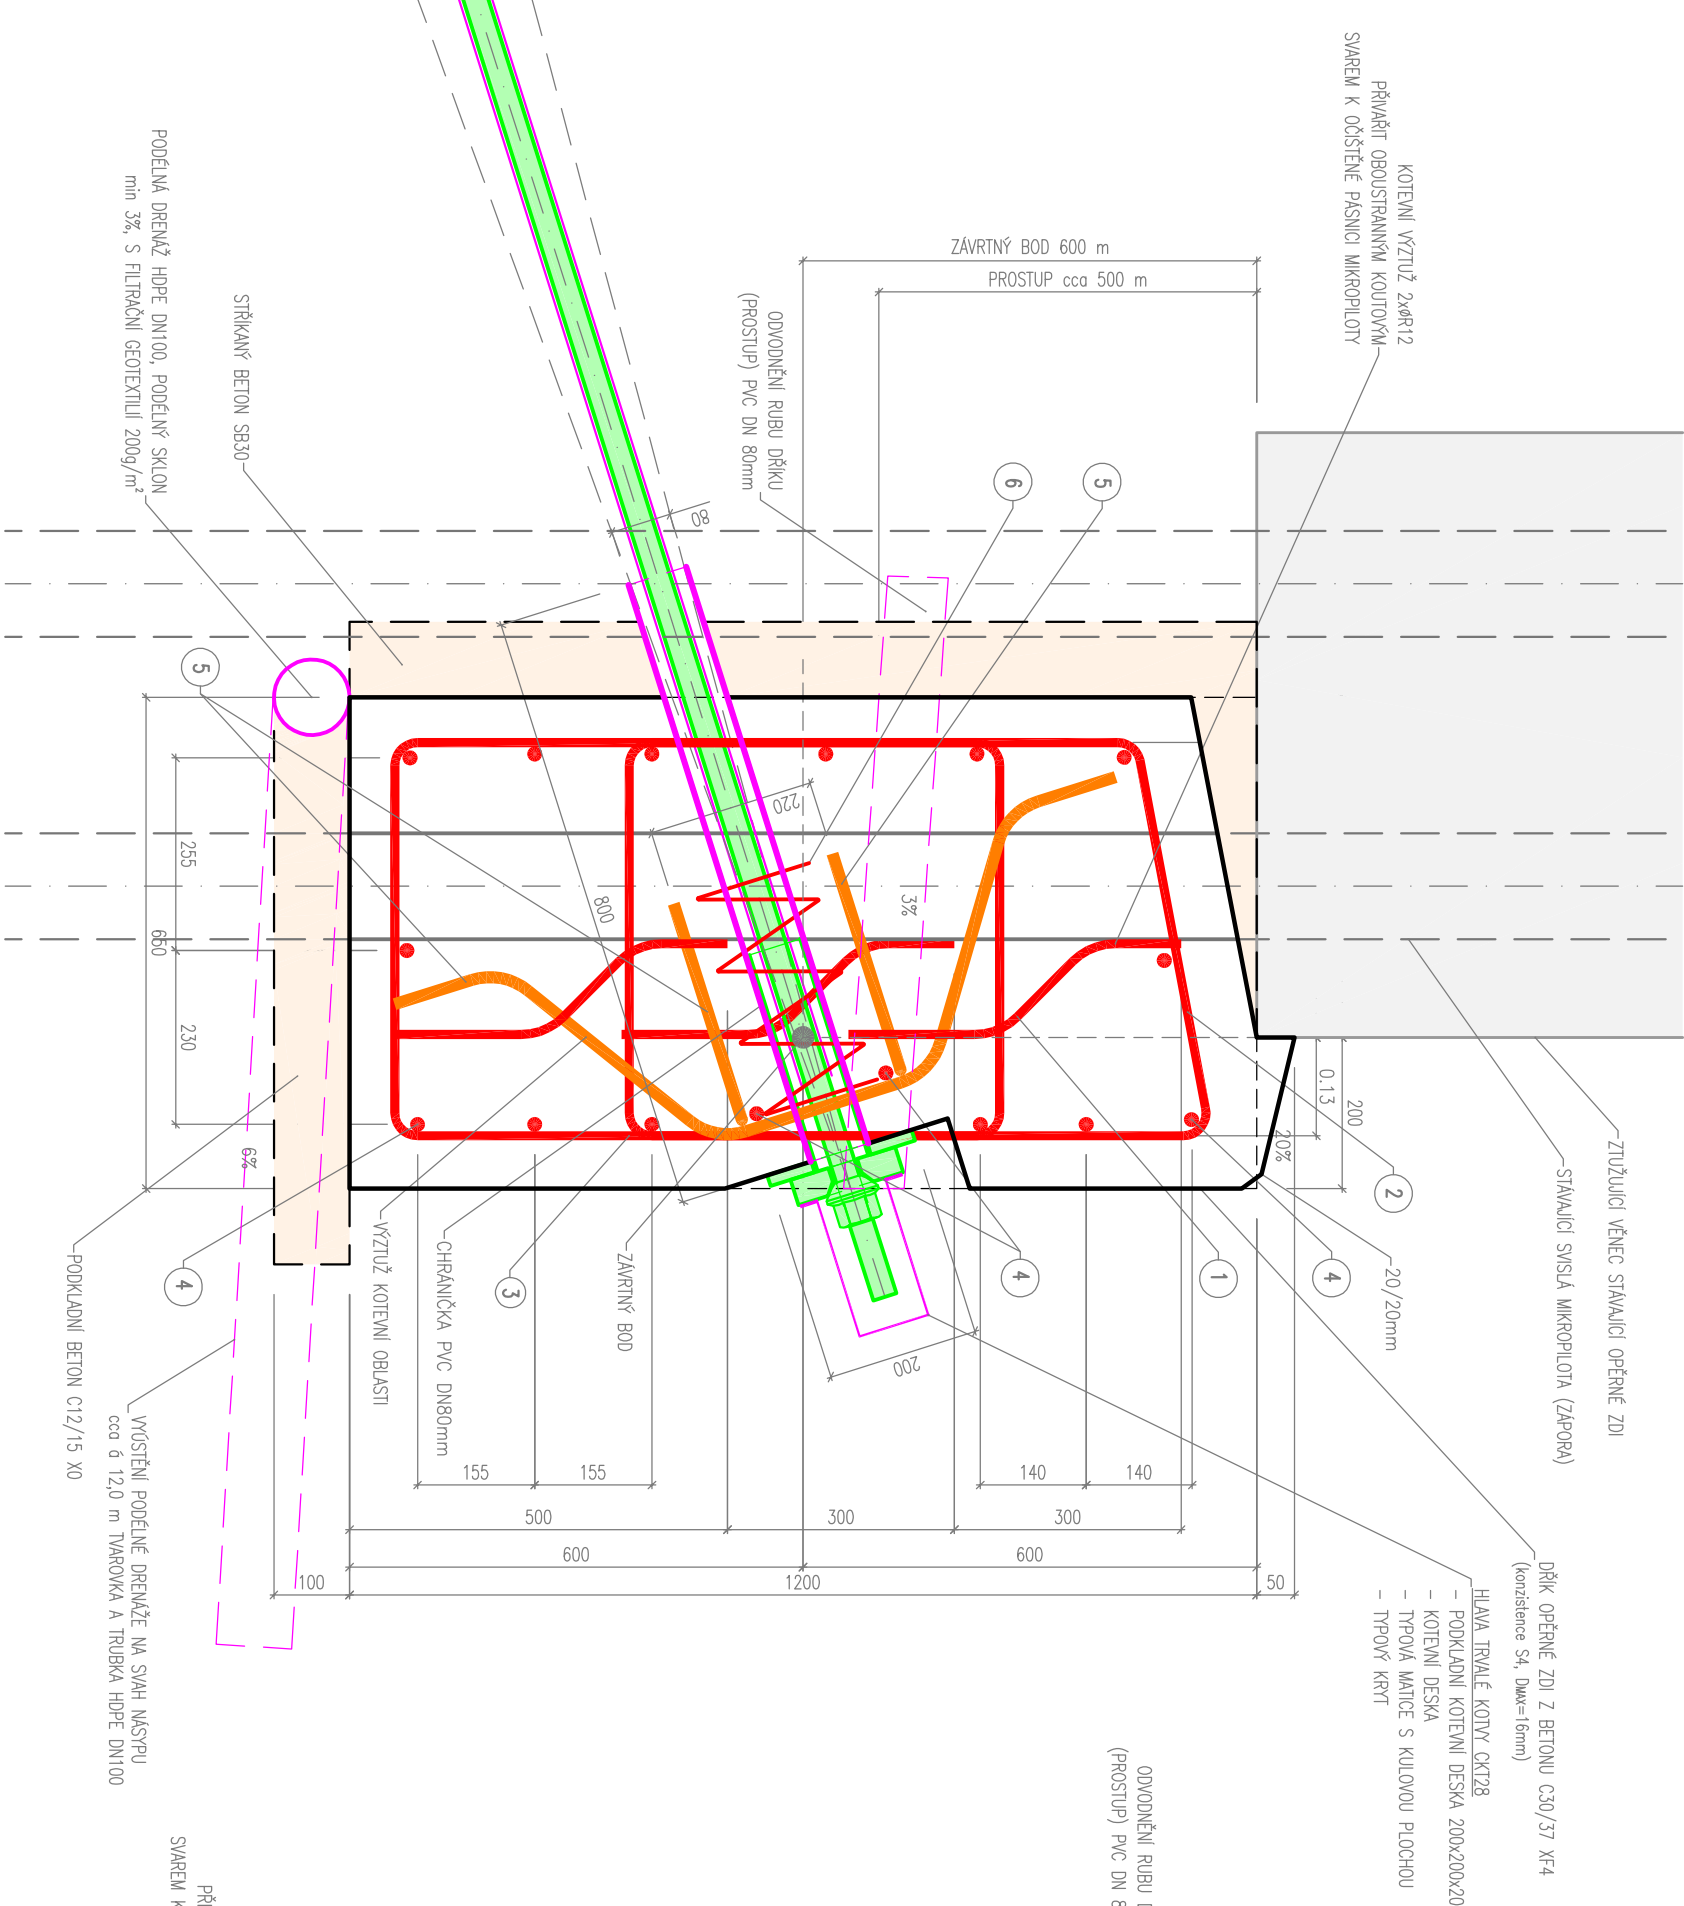 KOTEVNÍ VÝZTUŽ 2xØR12
PŘIVAŘIT OBOUSTRANNÝM KOUTOVÝM
SVAREM K OČIŠTĚNÉ PÁSNICI MIKROPILOTY
ZÁVRTNÝ BOD 600 m
PROSTUP cca 500 m
ODVODNĚNÍ RUBU DŘÍKU
(PROSTUP) PVC DN 80mm
PODÉLNÁ DRENÁŽ HDPE DN100, PODÉLNÝ SKLON
min 3%, S FILTRAČNÍ GEOTEXTILIÍ 200g/m²
STŘÍKANÝ BETON SB30
6
5
80
5
220
800
3%
255
650
230
6%
0.13
200
20%
ZTUŽUJÍCÍ VĚNEC STÁVAJÍCÍ OPĚRNÉ ZDI
STÁVAJÍCÍ SVISLÁ MIKROPILOTA (ZÁPORA)
2
20/20mm
4
1
4
3
4
ZÁVRTNÝ BOD
CHRÁNIČKA PVC DN80mm
VÝZTUŽ KOTEVNÍ OBLASTI
PODKLADNÍ BETON C12/15 X0
200
155
155
140
140
500
300
300
600
600
100
1200
50
VYÚSTĚNÍ PODÉLNÉ DRENÁŽE NA SVAH NÁSYPU
cca á 12,0 m TVAROVKA A TRUBKA HDPE DN100
DŘÍK OPĚRNÉ ZDI Z BETONU C30/37 XF4
(konzistence S4, DMAX=16mm)
HLAVA TRVALÉ KOTVY CKT28
- PODKLADNÍ KOTEVNÍ DESKA 200x200x20
- KOTEVNÍ DESKA
- TYPOVÁ MATICE S KULOVOU PLOCHOU
- TYPOVÝ KRYT
ODVODNĚNÍ RUBU
(PROSTUP) PVC DN
SVAREM